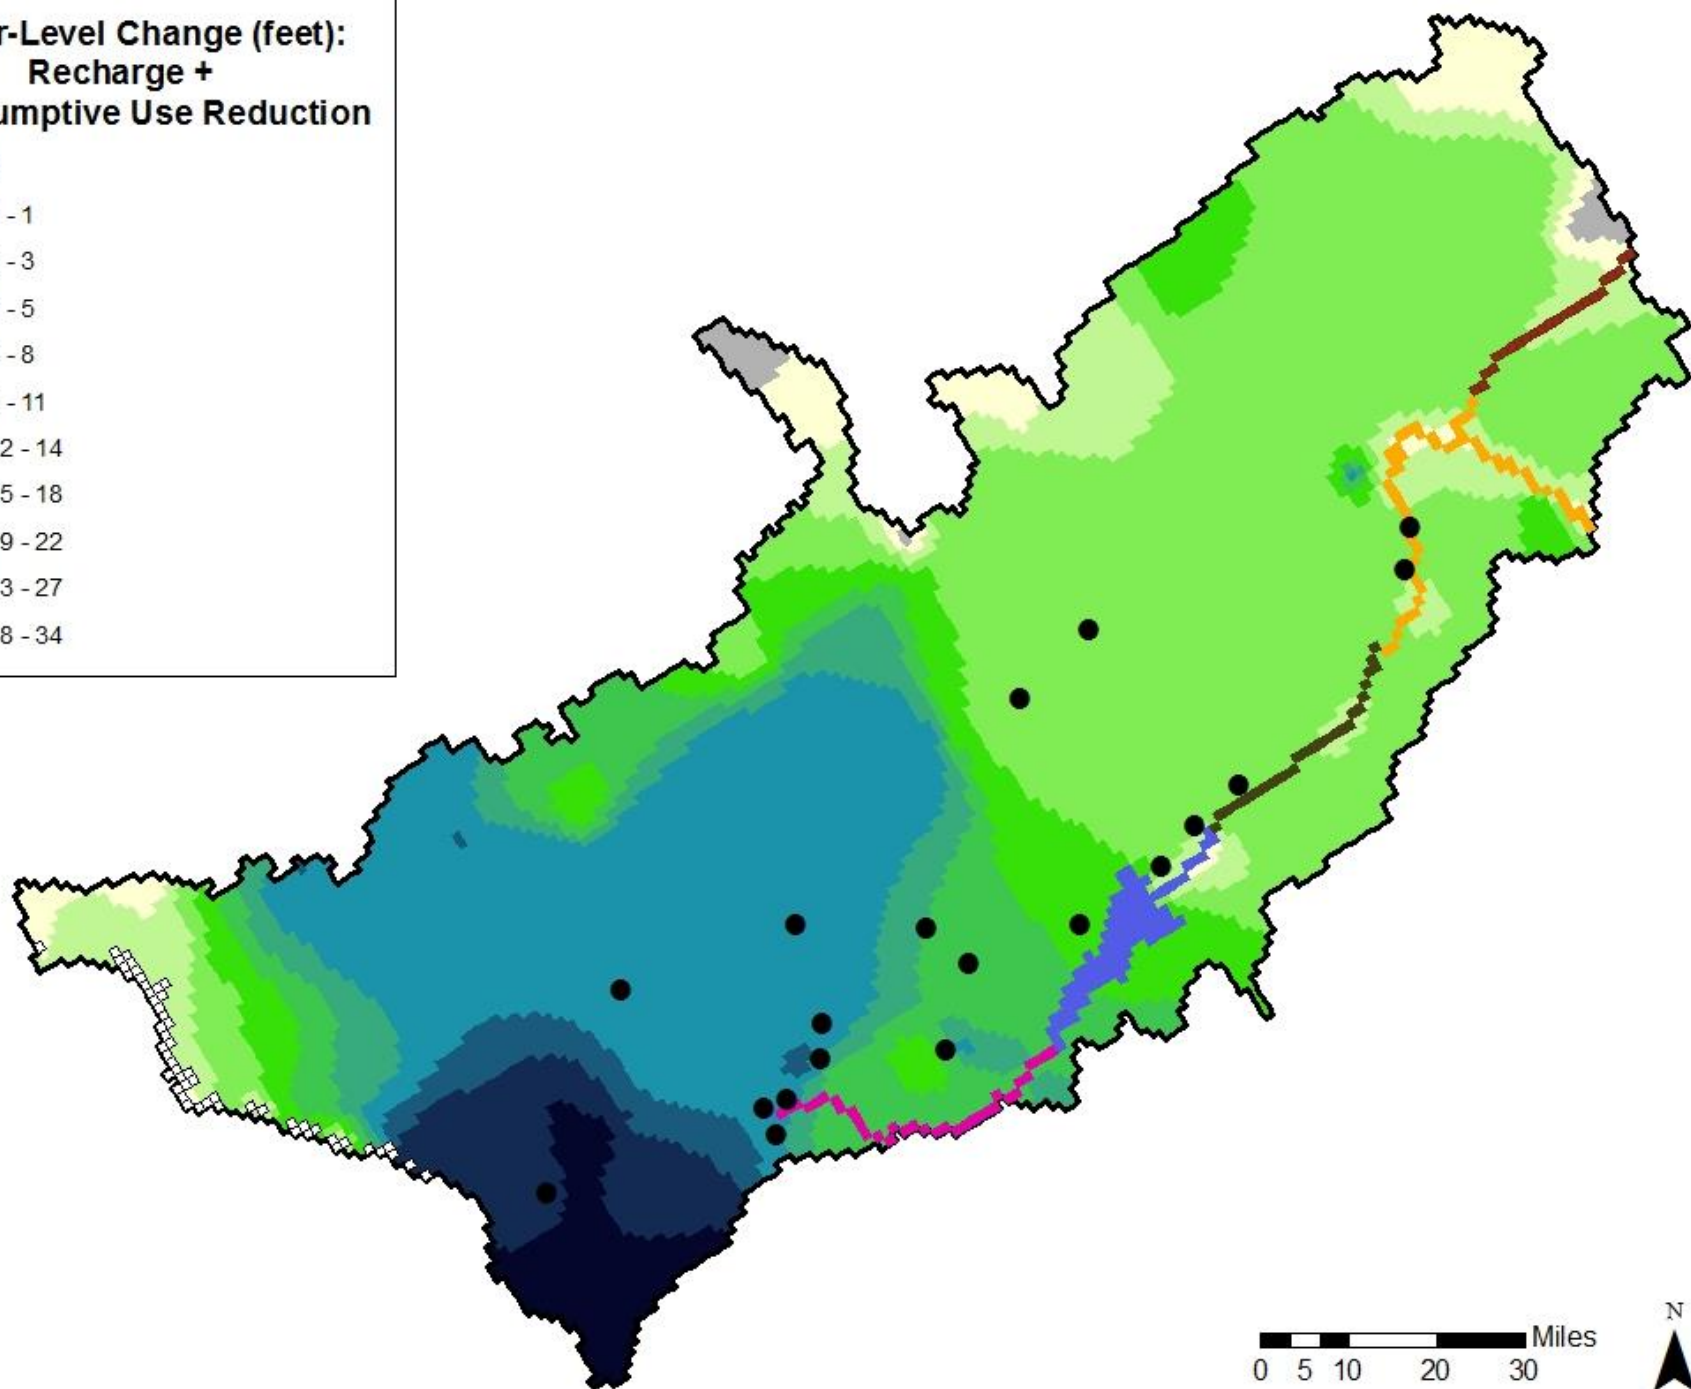 r-Level Change (feet):
Recharge +
umptive Use Reduction
- 1
- 3
- 5
- 8
- 11
2 - 14
5 - 18
9 - 22
3 - 27
8 - 34
Miles
0 5 10 20 30
N